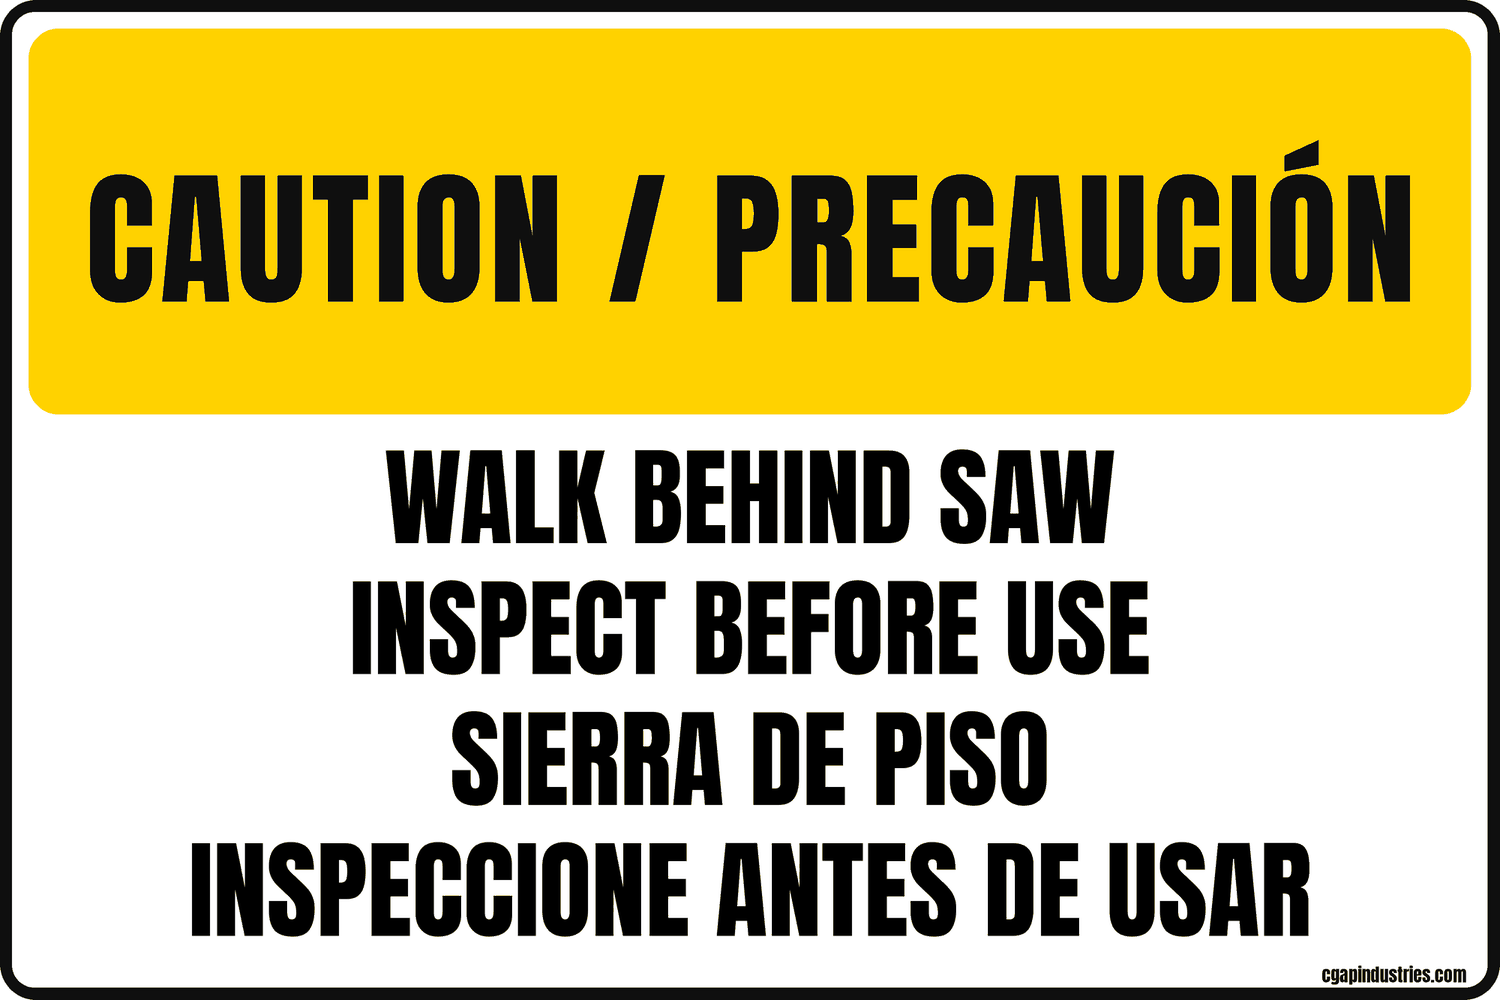 CAUTION / PRECAUCIÓN
WALK BEHIND SAW
INSPECT BEFORE USE
SIERRA DE PISO
INSPECCIONE ANTES DE USAR
cgapindustries.com